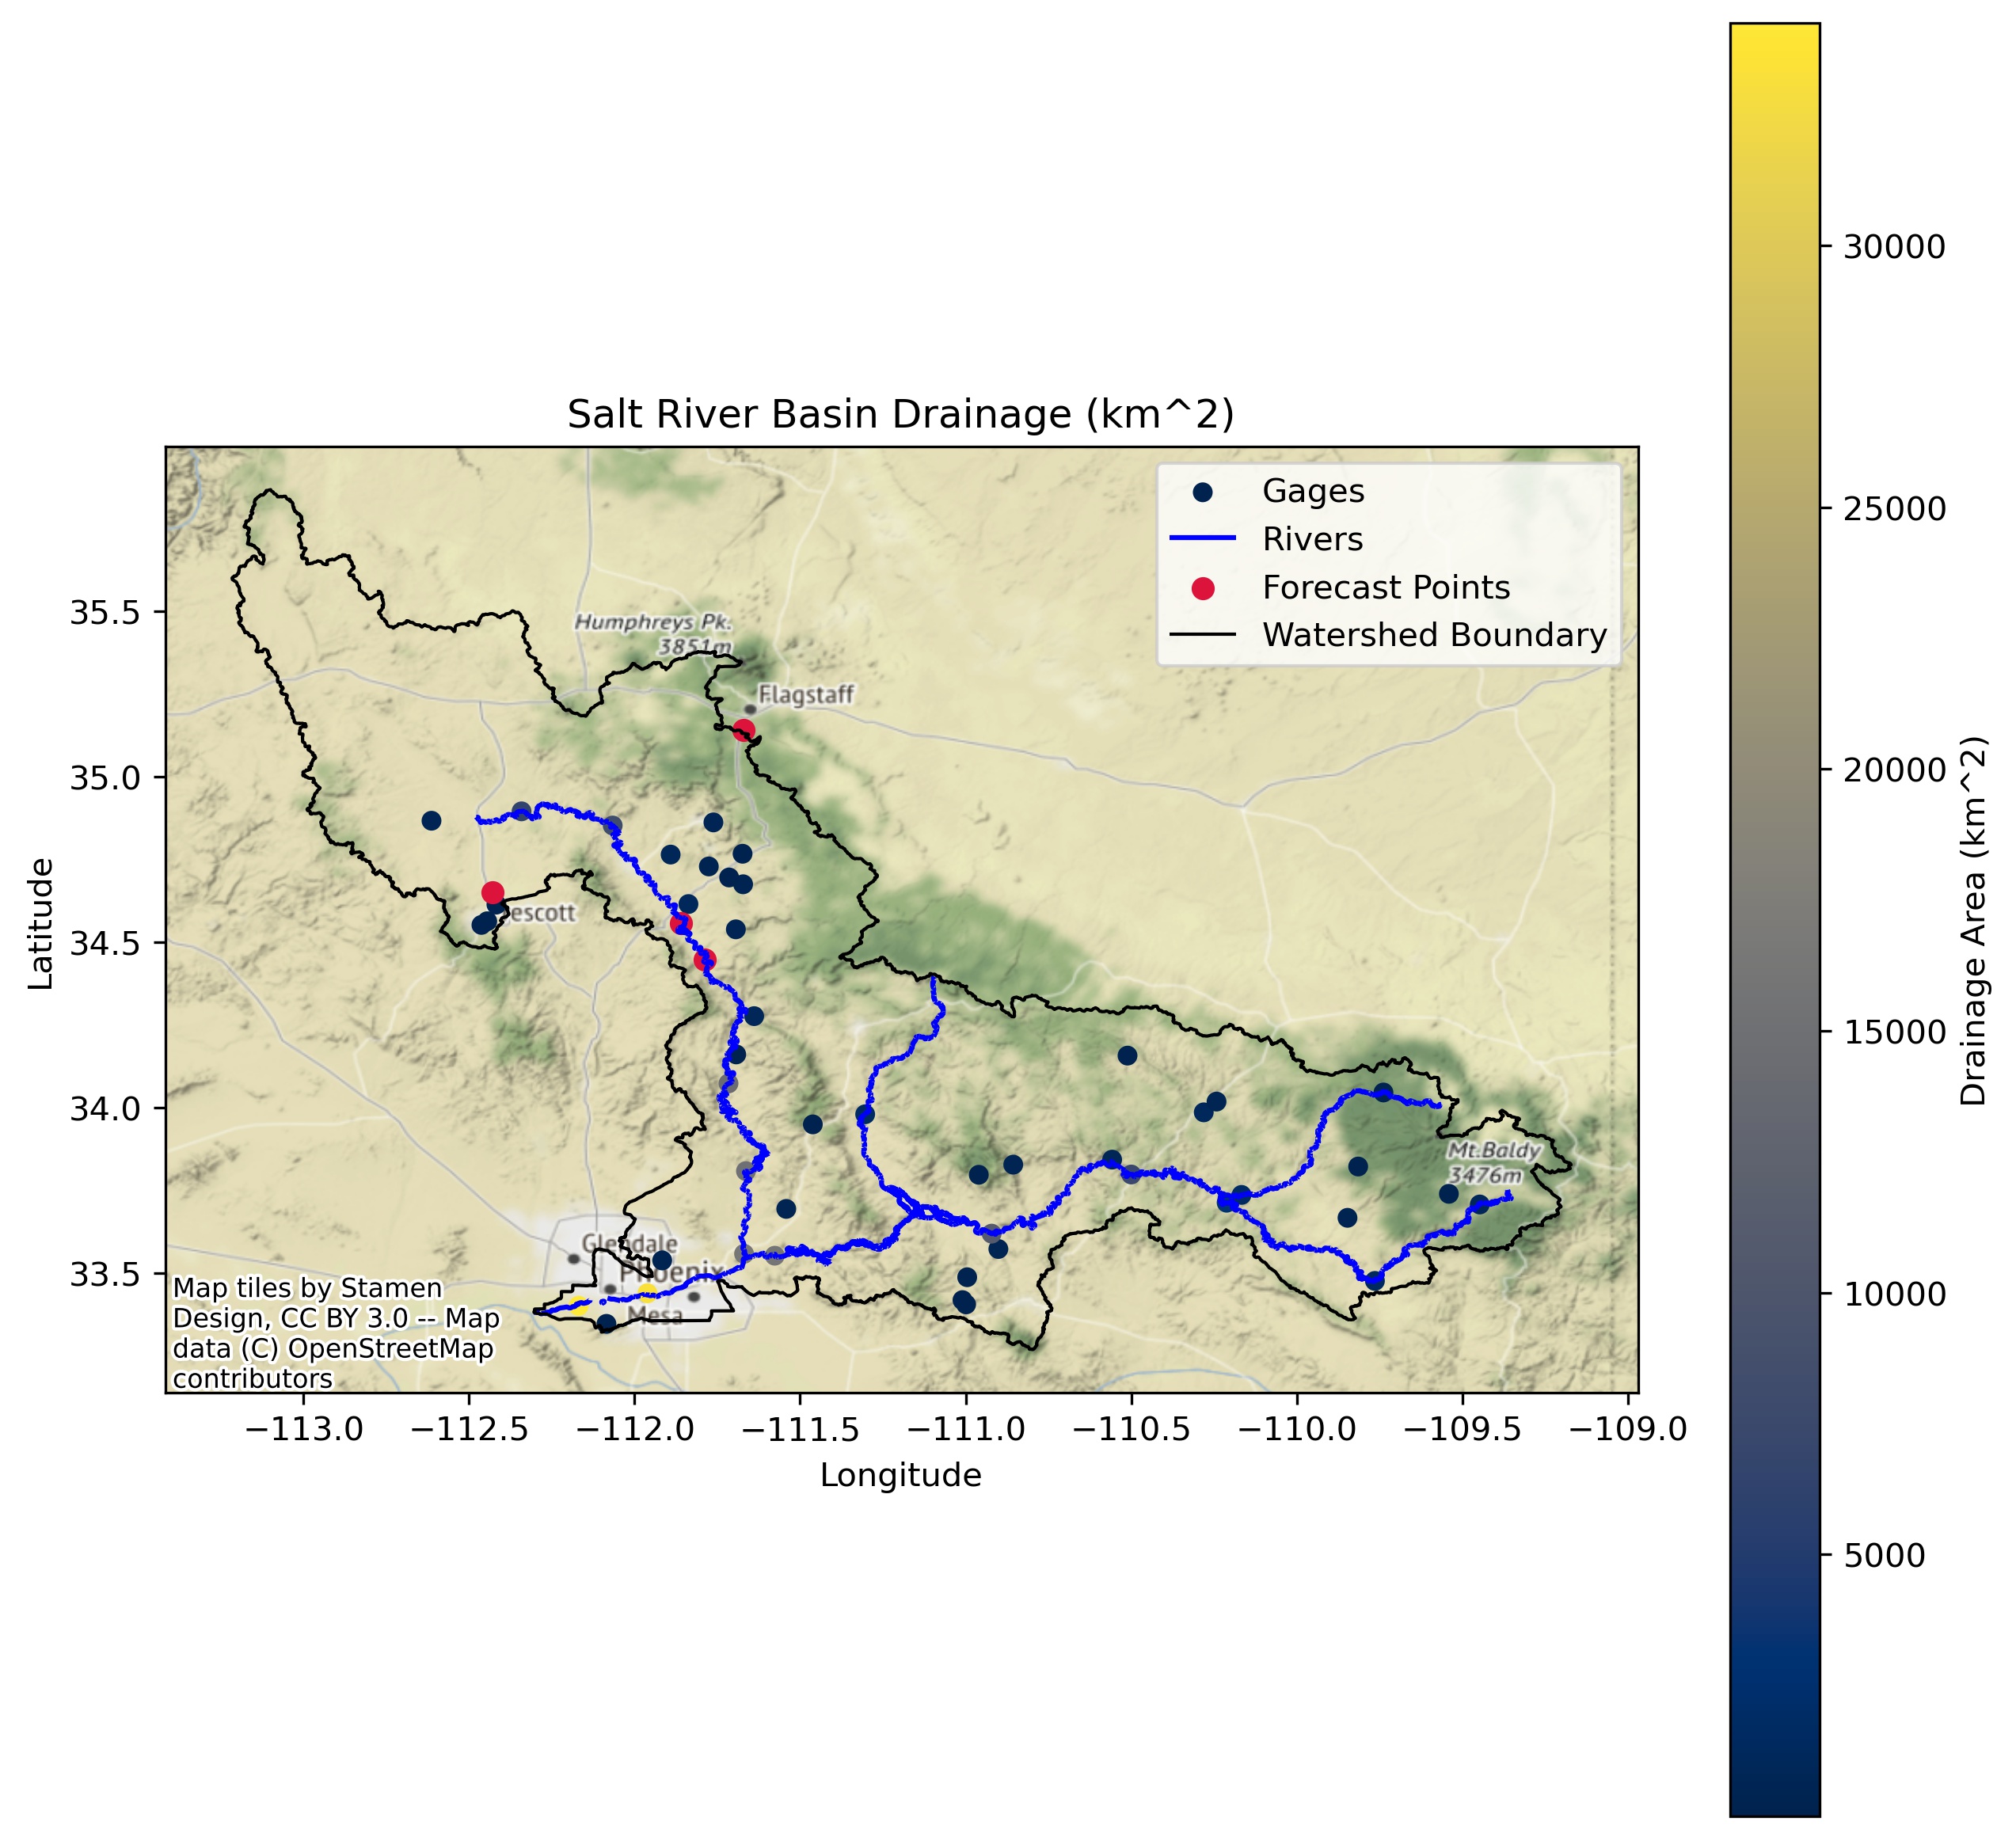 Salt River Basin Drainage (km^2)
Gages
Rivers
Forecast Points
Watershed Boundary
Humphreys Pk.
3851m
Flagstaff
escott
Mt.Baldy
3476m
Glendale
Phoenix
Mesa
Map tiles by Stamen
Design, CC BY 3.0 -- Map
data (C) OpenStreetMap
contributors
35.5
35.0
34.5
34.0
33.5
Latitude
−113.0
−112.5
−112.0
−111.5
−111.0
−110.5
−110.0
−109.5
−109.0
Longitude
30000
25000
20000
15000
10000
5000
Drainage Area (km^2)